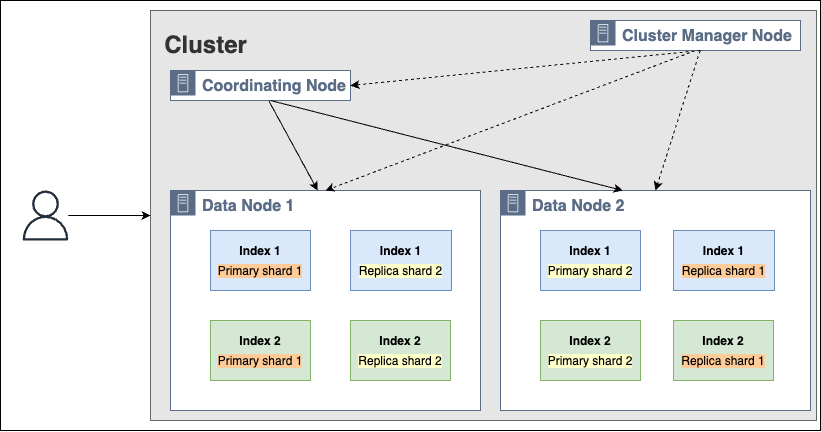 Cluster
Cluster Manager Node
Coordinating Node
Data Node 1
Index 1
Primary shard 1
Index 1
Replica shard 2
Index 2
Primary shard 1
Index 2
Replica shard 2
Data Node 2
Index 1
Primary shard 2
Index 1
Replica shard 1
Index 2
Primary shard 2
Index 2
Replica shard 1